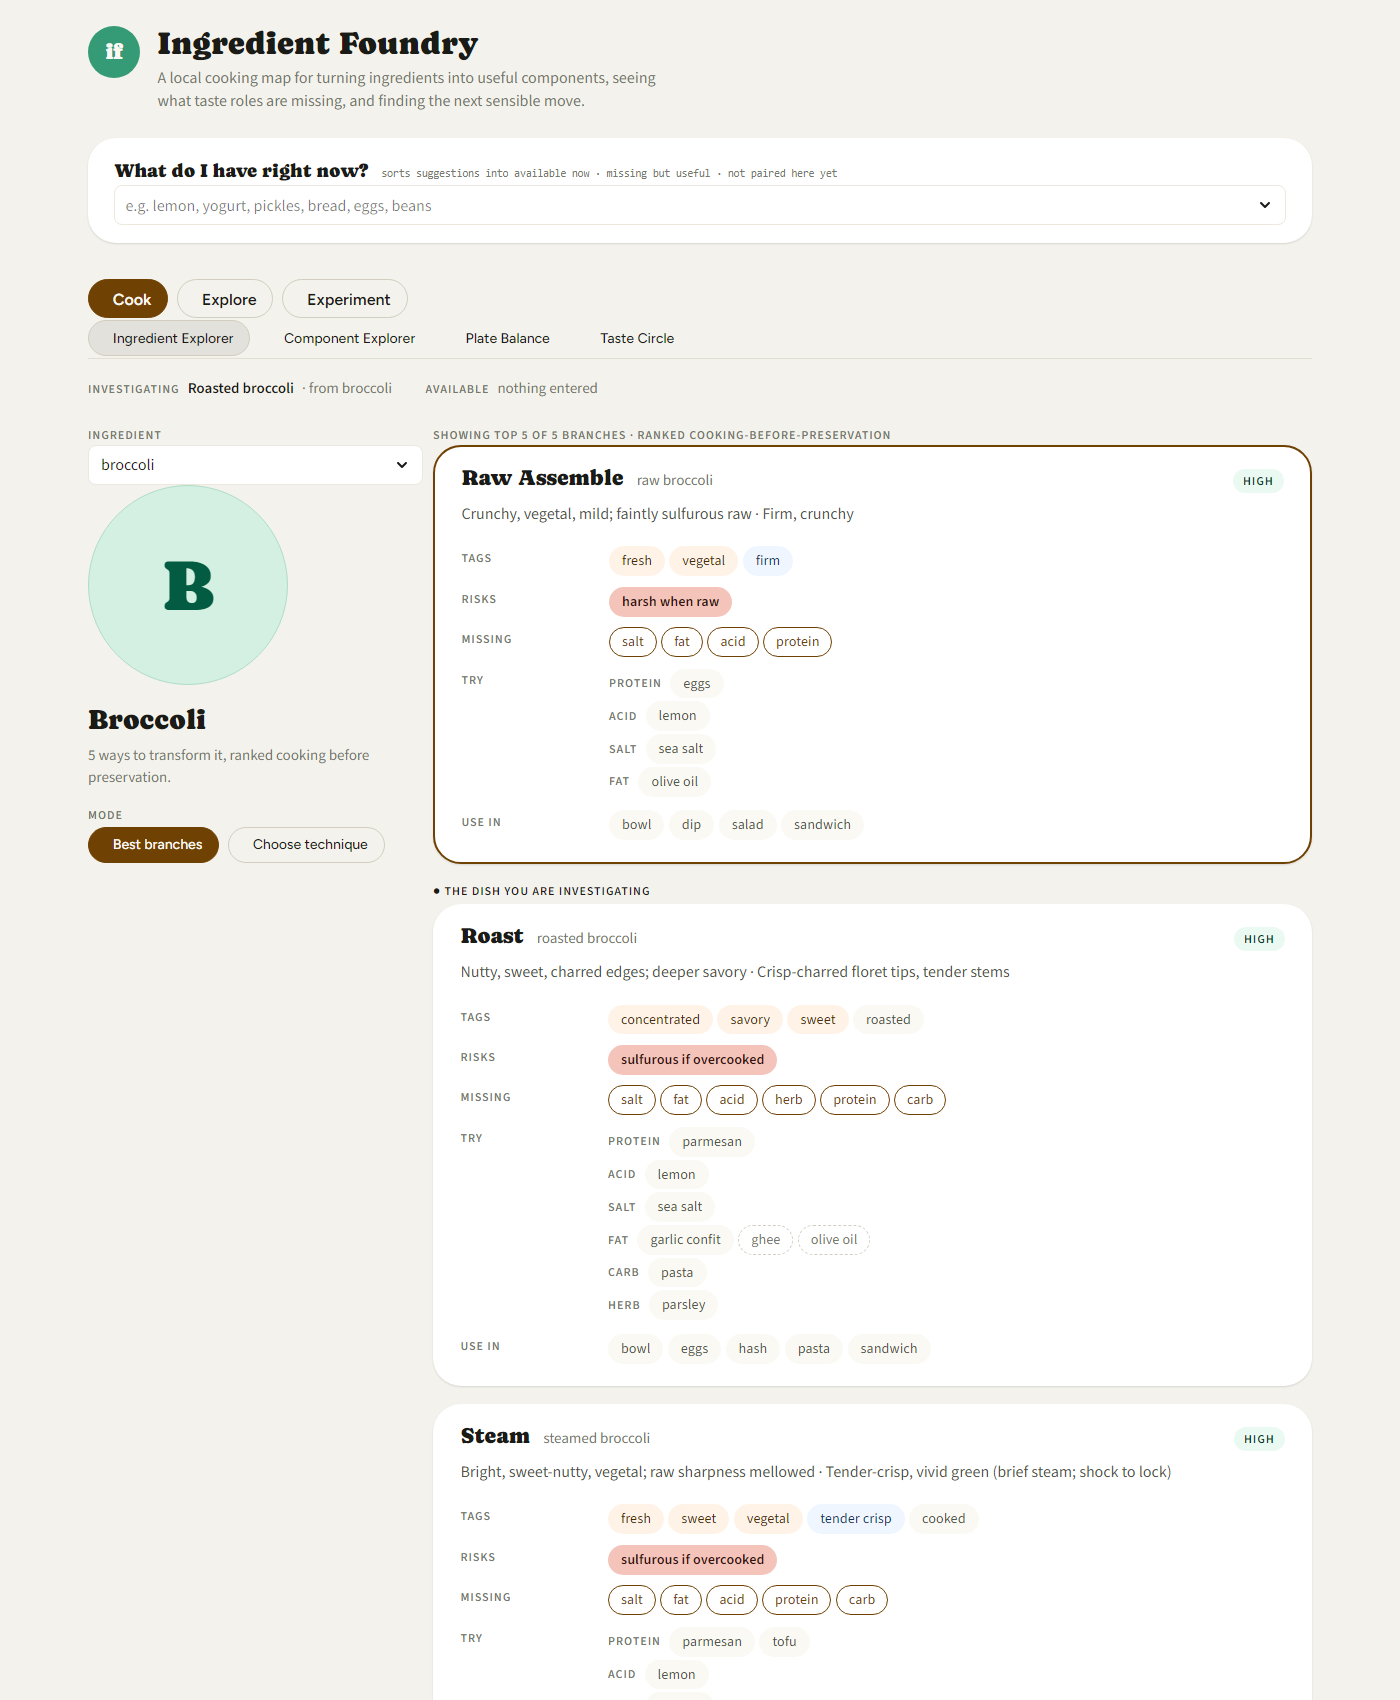 if
Ingredient Foundry
A local cooking map for turning ingredients into useful components, seeing
what taste roles are missing, and finding the next sensible move.
What do I have right now? sorts suggestions into available now · missing but useful · not paired here yet
e.g. lemon, yogurt, pickles, bread, eggs, beans
Cook Explore Experiment
Ingredient Explorer Component Explorer Plate Balance Taste Circle
INVESTIGATING Roasted broccoli · from broccoli AVAILABLE nothing entered
INGREDIENT
broccoli
B
Broccoli
5 ways to transform it, ranked cooking before
preservation.
MODE
Best branches Choose technique
SHOWING TOP 5 OF 5 BRANCHES · RANKED COOKING-BEFORE-PRESERVATION
Raw Assemble raw broccoli HIGH
Crunchy, vegetal, mild; faintly sulfurous raw · Firm, crunchy
TAGS fresh vegetal firm
RISKS harsh when raw
MISSING salt fat acid protein
TRY PROTEIN eggs
ACID lemon
SALT sea salt
FAT olive oil
USE IN bowl dip salad sandwich
• THE DISH YOU ARE INVESTIGATING
Roast roasted broccoli HIGH
Nutty, sweet, charred edges; deeper savory · Crisp-charred floret tips, tender stems
TAGS concentrated savory sweet roasted
RISKS sulfurous if overcooked
MISSING salt fat acid herb protein carb
TRY PROTEIN parmesan
ACID lemon
SALT sea salt
FAT garlic confit ghee olive oil
CARB pasta
HERB parsley
USE IN bowl eggs hash pasta sandwich
Steam steamed broccoli HIGH
Bright, sweet-nutty, vegetal; raw sharpness mellowed · Tender-crisp, vivid green (brief steam; shock to lock)
TAGS fresh sweet vegetal tender crisp cooked
RISKS sulfurous if overcooked
MISSING salt fat acid protein carb
TRY PROTEIN parmesan tofu
ACID lemon